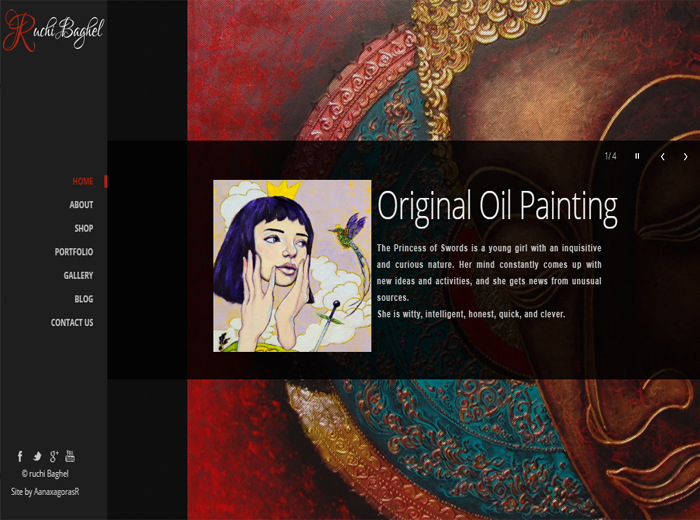 Ruchi Baghel
HOME
ABOUT
SHOP
PORTFOLIO
GALLERY
BLOG
CONTACT US
1/4
Original Oil Painting
The Princess of Swords is a young girl with an inquisitive
and curious nature. Her mind constantly comes up with
new ideas and activities, and she gets news from unusual
sources.
She is witty, intelligent, honest, quick, and clever.
g+
You
Tube
© ruchi Baghel
Site by AanaxagorasR